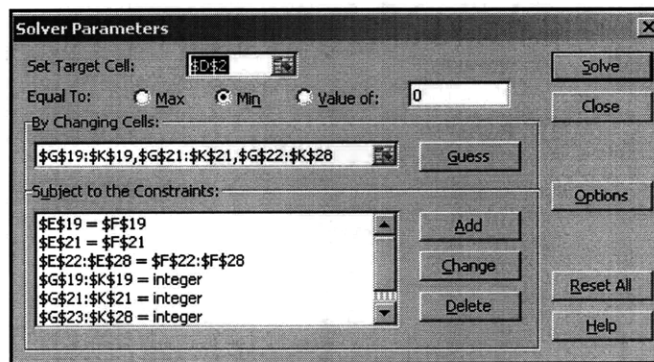 Solver Parameters
Set Target Cell: $D$2 Solve
Equal To: Max Min Value of: 0 Close
By Changing Cells:
$G$19:$K$19,$G$21:$K$21,$G$22:$K$28 Guess
Subject to the Constraints: Options
$E$19 = $F$19 Add
$E$21 = $F$21
$E$22:$E$28 = $F$22:$F$28 Change
$G$19:$K$19 = integer
$G$21:$K$21 = integer Delete Reset All
$G$23:$K$28 = integer Help